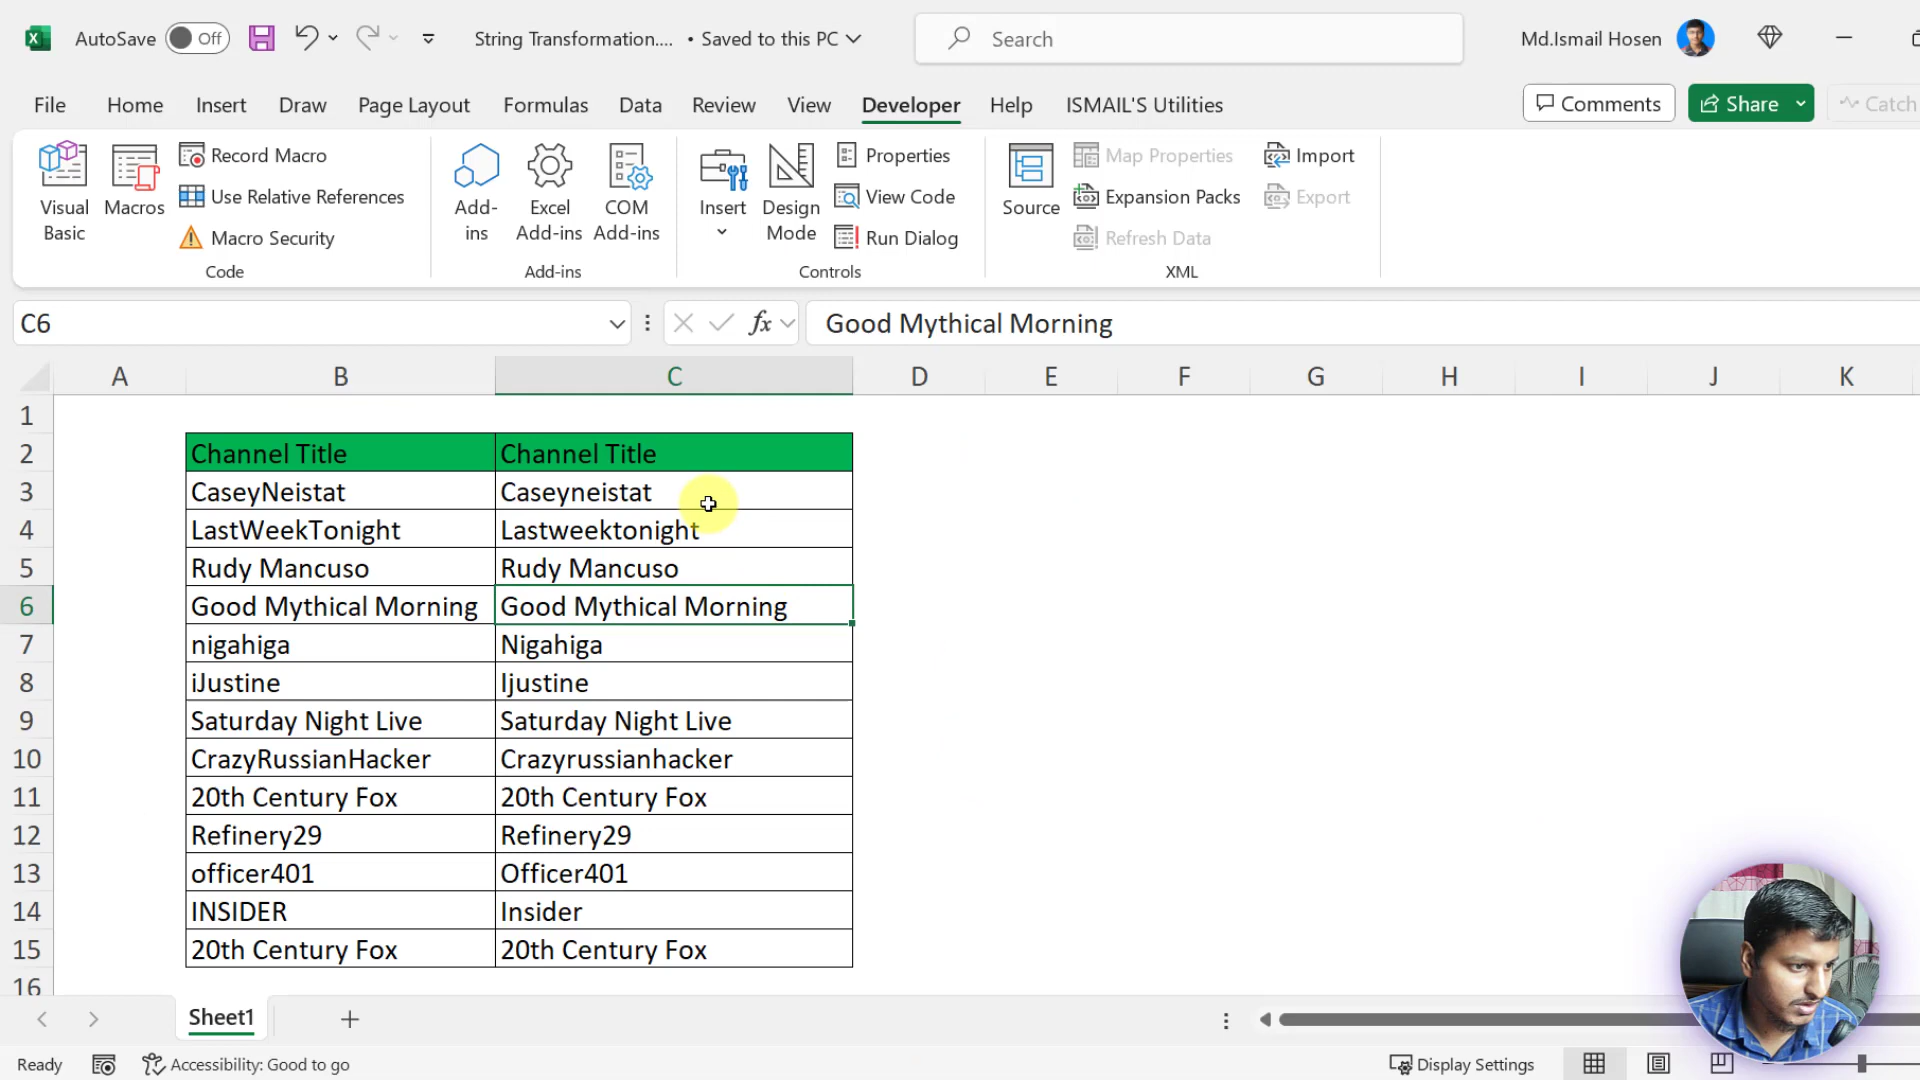 AutoSave Off String Transformation.... • Saved to this PC Search Md.Ismail Hosen
File Home Insert Draw Page Layout Formulas Data Review View Developer Help ISMAIL'S Utilities Comments Share Catch
Visual Basic
Macros
Record Macro
Use Relative References
Macro Security
Code
Add-ins
Excel Add-ins
COM Add-ins
Add-ins
Insert
Design Mode
Properties
View Code
Run Dialog
Controls
Source
Map Properties
Expansion Packs
Refresh Data
Import
Export
XML
C6 fx Good Mythical Morning
A B C D E F G H I J K
1
2 Channel Title Channel Title
3 CaseyNeistat Caseyneistat
4 LastWeekTonight Lastweektonight
5 Rudy Mancuso Rudy Mancuso
6 Good Mythical Morning Good Mythical Morning
7 nigahiga Nigahiga
8 iJustine Ijustine
9 Saturday Night Live Saturday Night Live
10 CrazyRussianHacker Crazyrussianhacker
11 20th Century Fox 20th Century Fox
12 Refinery29 Refinery29
13 officer401 Officer401
14 INSIDER Insider
15 20th Century Fox 20th Century Fox
16
Sheet1
Ready Accessibility: Good to go Display Settings